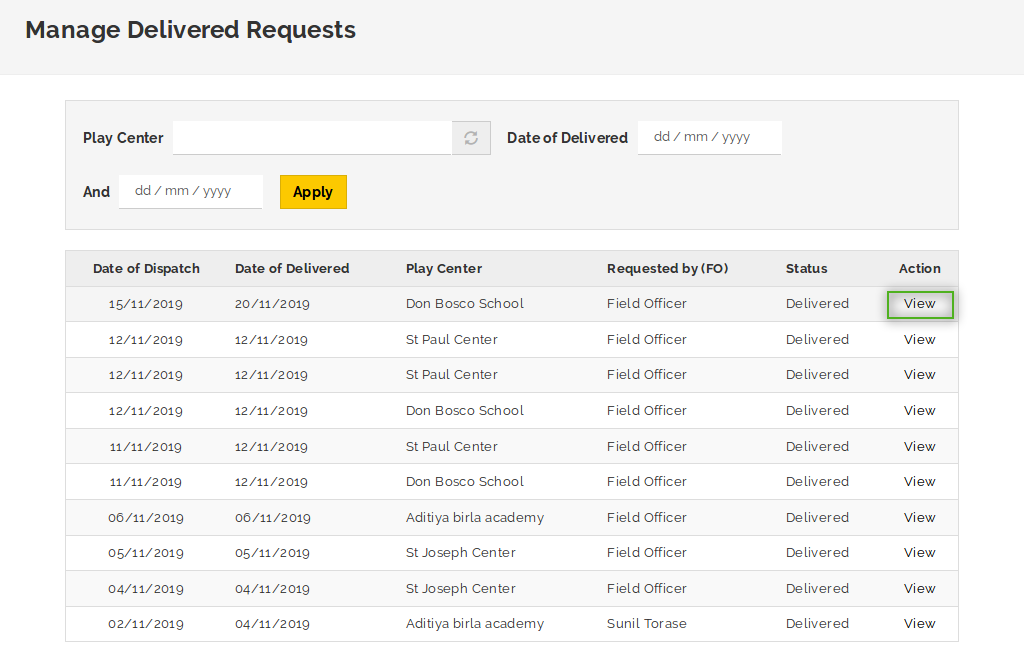 Manage Delivered Requests
Play Center Date of Delivered dd / mm / yyyy
And dd / mm / yyyy Apply
Date of Dispatch Date of Delivered Play Center Requested by (FO) Status Action
15/11/2019 20/11/2019 Don Bosco School Field Officer Delivered View
12/11/2019 12/11/2019 St Paul Center Field Officer Delivered View
12/11/2019 12/11/2019 St Paul Center Field Officer Delivered View
12/11/2019 12/11/2019 Don Bosco School Field Officer Delivered View
11/11/2019 12/11/2019 St Paul Center Field Officer Delivered View
11/11/2019 12/11/2019 Don Bosco School Field Officer Delivered View
06/11/2019 06/11/2019 Aditiya birla academy Field Officer Delivered View
05/11/2019 05/11/2019 St Joseph Center Field Officer Delivered View
04/11/2019 04/11/2019 St Joseph Center Field Officer Delivered View
02/11/2019 04/11/2019 Aditiya birla academy Sunil Torase Delivered View